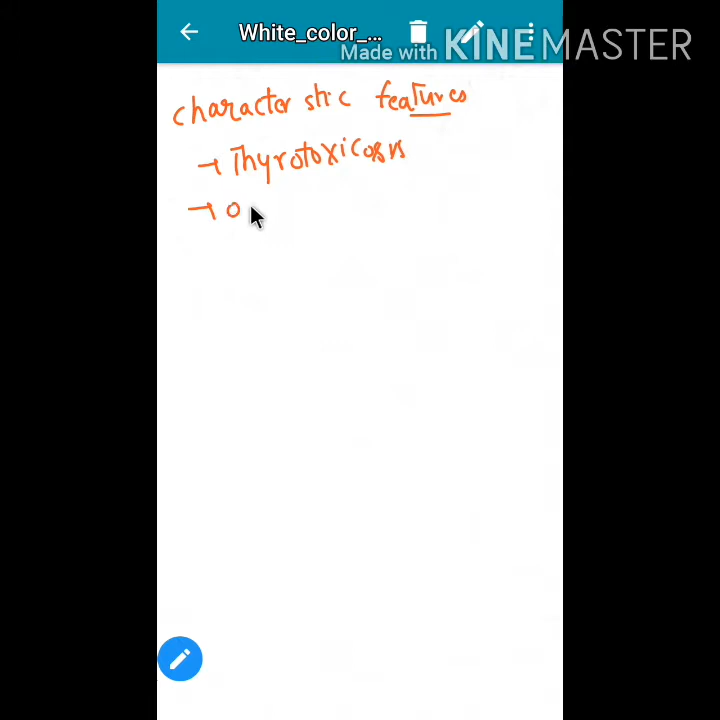 White_color_...
Made with KINEMASTER
character stic features
→ Thyrotoxicosis
→ o